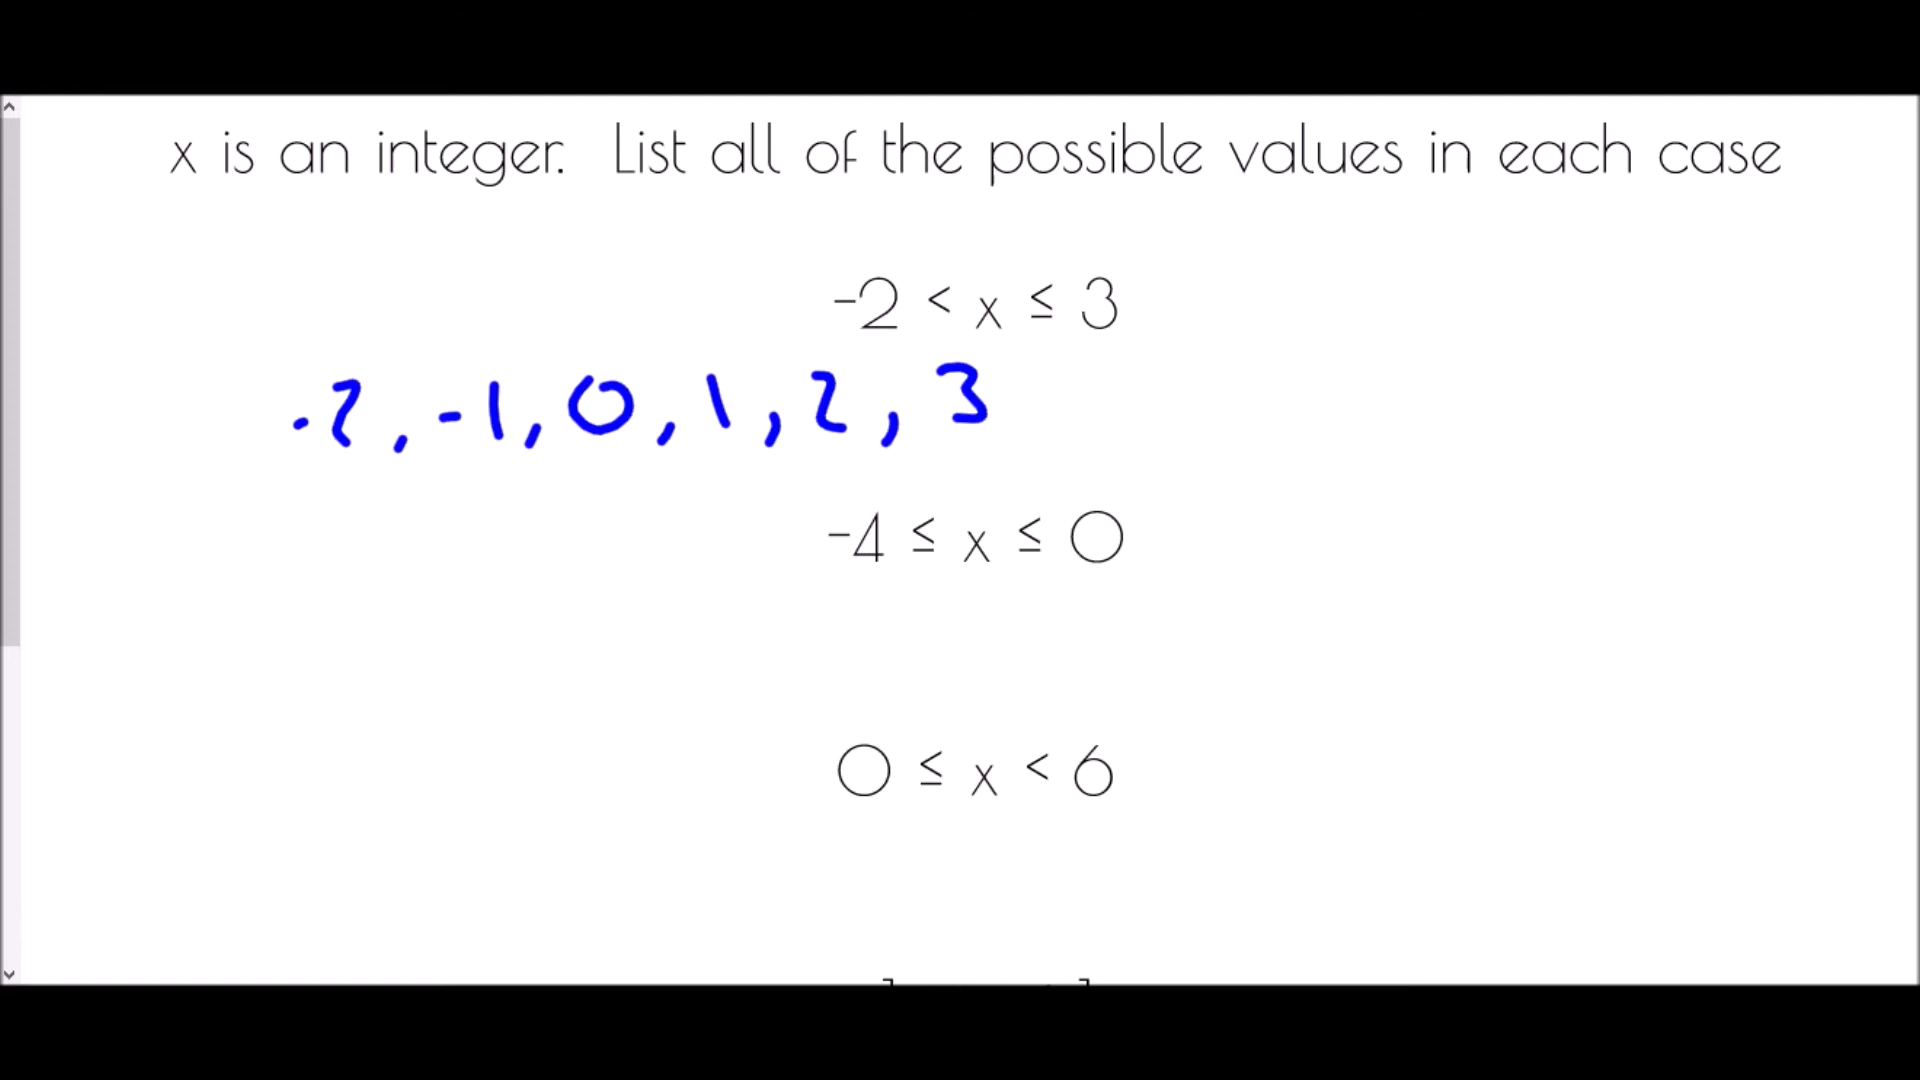 x is an integer. List all of the possible values in each case
-2 < x ≤ 3
-2, -1, 0, 1, 2, 3
-4 ≤ x ≤ 0
0 ≤ x < 6